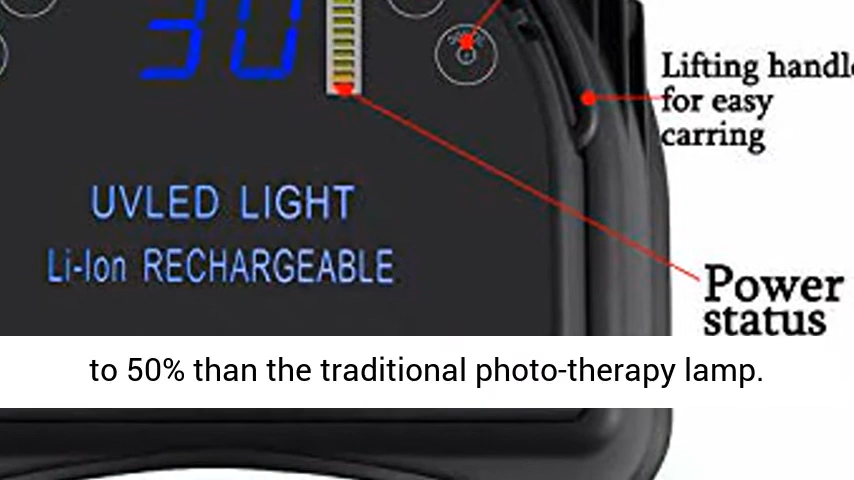 30
Lifting handle
for easy
carring
UVLED LIGHT
Li-Ion RECHARGEABLE
Power
status
to 50% than the traditional photo-therapy lamp.